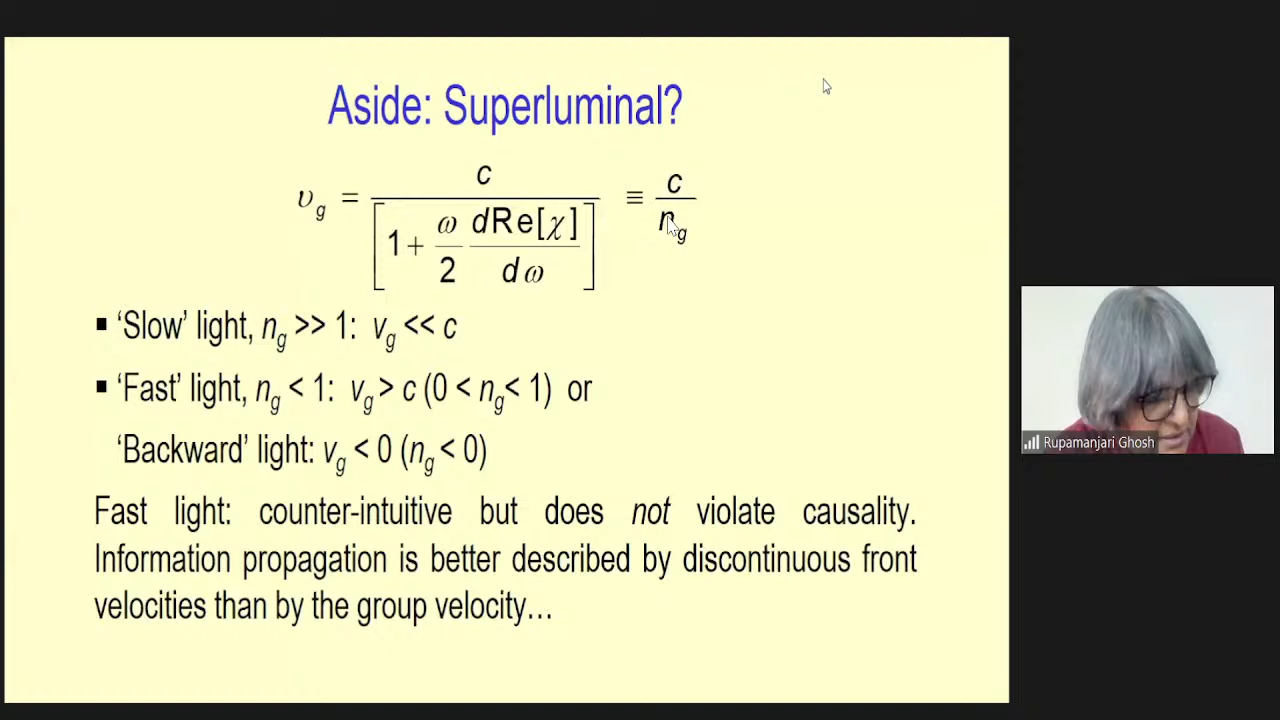 Aside: Superluminal?
υg = c / [1 + ω/2 dRe[χ]/dω] ≡ c/ng
▪ ‘Slow’ light, ng >> 1: vg << c
▪ ‘Fast’ light, ng < 1: vg > c (0 < ng < 1) or
‘Backward’ light: vg < 0 (ng < 0)
Fast light: counter-intuitive but does not violate causality.
Information propagation is better described by discontinuous front
velocities than by the group velocity…
Rupamanjari Ghosh